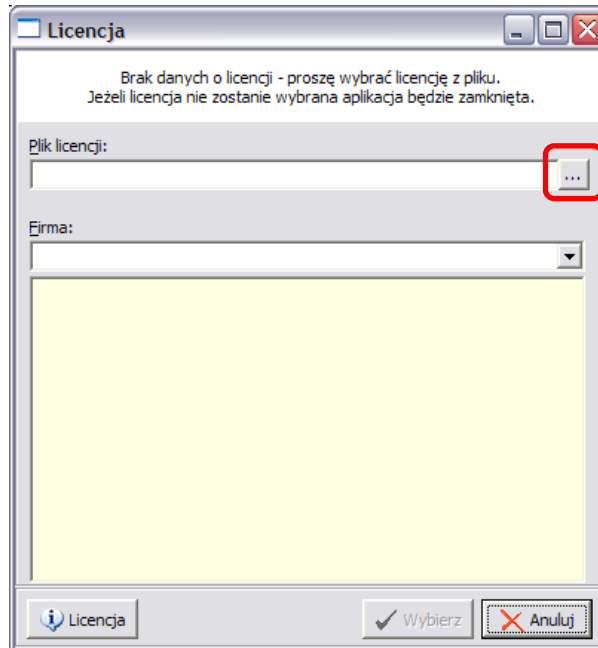 Licencja
Brak danych o licencji - proszę wybrać licencję z pliku.
Jeżeli licencja nie zostanie wybrana aplikacja będzie zamknięta.
Plik licencji:
...
Firma:
Licencja
Wybierz
Anuluj